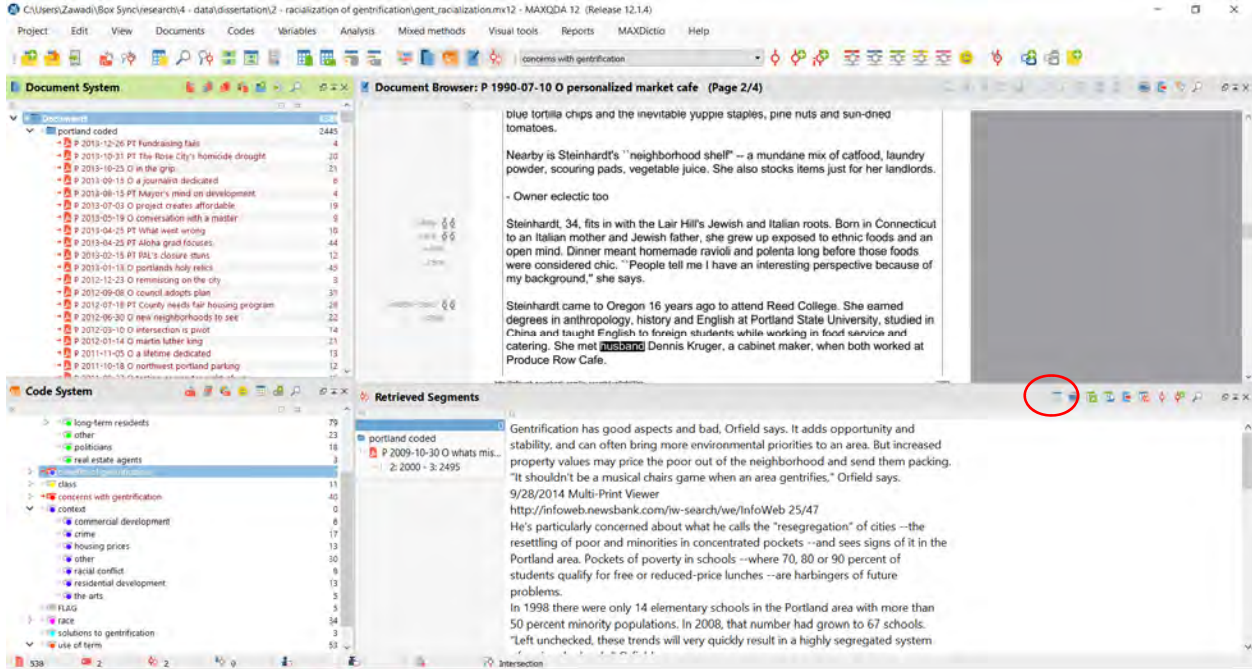 C:\Users\Zawadi\Box Sync\research\4 - data\dissertation\2 - racialization of gentrification\gent_racialization.mx12 - MAXQDA 12 (Release 12.1.4)
Project Edit View Documents Codes Variables Analysis Mixed methods Visual tools Reports MAXDictio Help
concerns with gentrification
Document System
Documents
portland coded 2445
P 2013-12-26 PT Fundraising fails 4
P 2013-10-31 PT The Rose City's homicide drought 20
P 2013-10-25 O in the grip 21
P 2013-09-15 O a journalist dedicated 6
P 2013-08-15 PT Mayor's mind on development 4
P 2013-07-03 O project creates affordable 19
P 2013-05-19 O conversation with a master 9
P 2013-04-25 PT What went wrong 10
P 2013-04-25 PT Aloha grad focuses 44
P 2013-02-15 PT PAL's closure stuns 12
P 2013-01-13 O portlands holy relics 45
P 2012-12-23 O reminiscing on the city 3
P 2012-09-08 O council adopts plan 31
P 2012-07-18 PT County needs fair housing program 28
P 2012-06-30 O new neighborhoods to see 22
P 2012-03-10 O intersection is pivot 14
P 2012-01-14 O martin luther king 21
P 2011-11-05 O a lifetime dedicated 13
P 2011-10-18 O northwest portland parking 12
Document Browser: P 1990-07-10 O personalized market cafe (Page 2/4)
blue tortilla chips and the inevitable yuppie staples, pine nuts and sun-dried
tomatoes.
Nearby is Steinhardt's ``neighborhood shelf'' -- a mundane mix of catfood, laundry
powder, scouring pads, vegetable juice. She also stocks items just for her landlords.
- Owner eclectic too
Steinhardt, 34, fits in with the Lair Hill's Jewish and Italian roots. Born in Connecticut
to an Italian mother and Jewish father, she grew up exposed to ethnic foods and an
open mind. Dinner meant homemade ravioli and polenta long before those foods
were considered chic. ``People tell me I have an interesting perspective because of
my background,'' she says.
Steinhardt came to Oregon 16 years ago to attend Reed College. She earned
degrees in anthropology, history and English at Portland State University, studied in
China and taught English to foreign students while working in food service and
catering. She met husband Dennis Kruger, a cabinet maker, when both worked at
Produce Row Cafe.
Code System
long-term residents 79
other 23
politicians 18
real estate agents 3
class 11
concerns with gentrification 40
context 0
commercial development 6
crime 17
housing prices 13
other 30
racial conflict 9
residential development 13
the arts 5
FLAG 5
race 34
solutions to gentrification 3
use of term 53
Retrieved Segments
portland coded
P 2009-10-30 O whats mis...
2: 2000 - 3: 2495
Gentrification has good aspects and bad, Orfield says. It adds opportunity and
stability, and can often bring more environmental priorities to an area. But increased
property values may price the poor out of the neighborhood and send them packing.
"It shouldn't be a musical chairs game when an area gentrifies," Orfield says.
9/28/2014 Multi-Print Viewer
http://infoweb.newsbank.com/iw-search/we/InfoWeb 25/47
He's particularly concerned about what he calls the "resegregation" of cities --the
resettling of poor and minorities in concentrated pockets --and sees signs of it in the
Portland area. Pockets of poverty in schools --where 70, 80 or 90 percent of
students qualify for free or reduced-price lunches --are harbingers of future
problems.
In 1998 there were only 14 elementary schools in the Portland area with more than
50 percent minority populations. In 2008, that number had grown to 67 schools.
"Left unchecked, these trends will very quickly result in a highly segregated system
538 2 2 0 Intersection